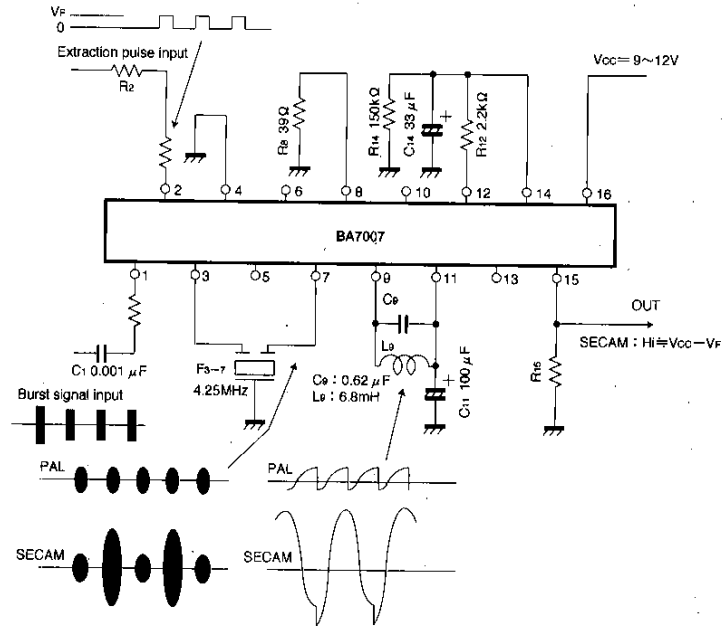 VF
0
Extraction pulse input
R2
R8 39Ω
R14 150kΩ
C14 33 μF
+
R12 2.2kΩ
Vcc= 9~12V
2 4 6 8 10 12 14 16
BA7007
1 3 5 7 9 11 13 15
C1 0.001 μF
F3-7
4.25MHz
C9
L9
C9 : 0.62 μF
L9 : 6.8mH
+
C11 100 μF
OUT
SECAM : Hi≒Vcc-VF
R15
Burst signal input
PAL
SECAM
PAL
SECAM